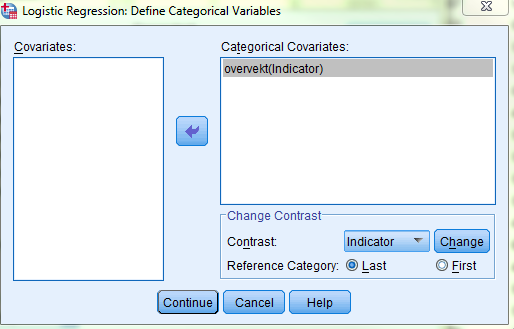 Logistic Regression: Define Categorical Variables
Covariates:
Categorical Covariates:
overvekt(Indicator)
Change Contrast
Contrast: Indicator Change
Reference Category: Last First
Continue Cancel Help